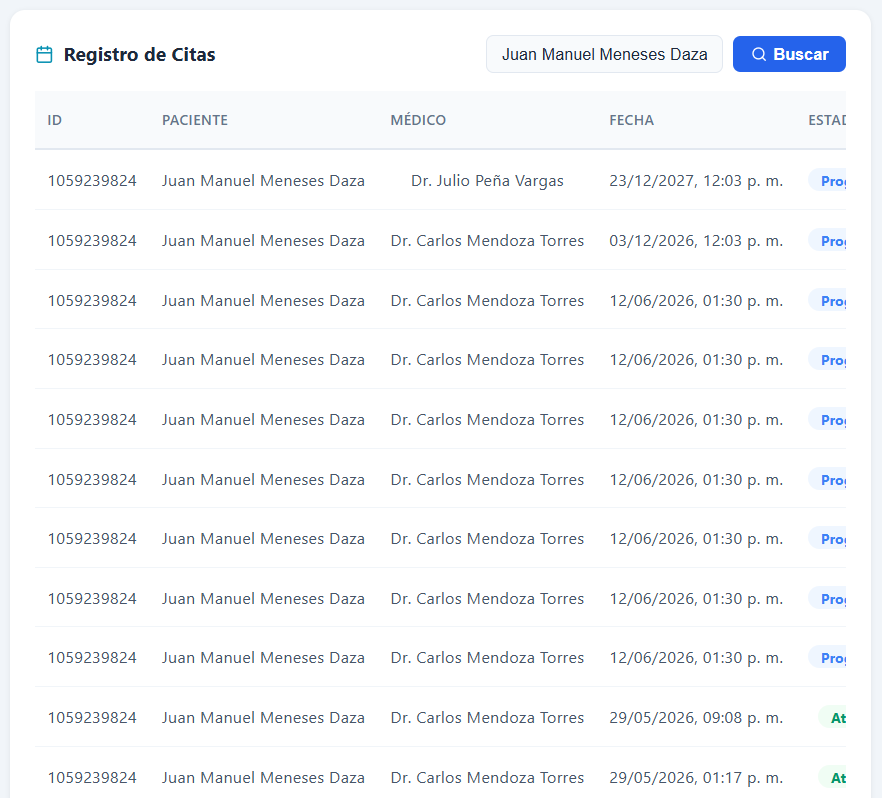 Registro de Citas Juan Manuel Meneses Daza Buscar
ID PACIENTE MÉDICO FECHA
1059239824 Juan Manuel Meneses Daza Dr. Julio Peña Vargas 23/12/2027, 12:03 p. m.
1059239824 Juan Manuel Meneses Daza Dr. Carlos Mendoza Torres 03/12/2026, 12:03 p. m.
1059239824 Juan Manuel Meneses Daza Dr. Carlos Mendoza Torres 12/06/2026, 01:30 p. m.
1059239824 Juan Manuel Meneses Daza Dr. Carlos Mendoza Torres 12/06/2026, 01:30 p. m.
1059239824 Juan Manuel Meneses Daza Dr. Carlos Mendoza Torres 12/06/2026, 01:30 p. m.
1059239824 Juan Manuel Meneses Daza Dr. Carlos Mendoza Torres 12/06/2026, 01:30 p. m.
1059239824 Juan Manuel Meneses Daza Dr. Carlos Mendoza Torres 12/06/2026, 01:30 p. m.
1059239824 Juan Manuel Meneses Daza Dr. Carlos Mendoza Torres 12/06/2026, 01:30 p. m.
1059239824 Juan Manuel Meneses Daza Dr. Carlos Mendoza Torres 12/06/2026, 01:30 p. m.
1059239824 Juan Manuel Meneses Daza Dr. Carlos Mendoza Torres 29/05/2026, 09:08 p. m.
1059239824 Juan Manuel Meneses Daza Dr. Carlos Mendoza Torres 29/05/2026, 01:17 p. m.